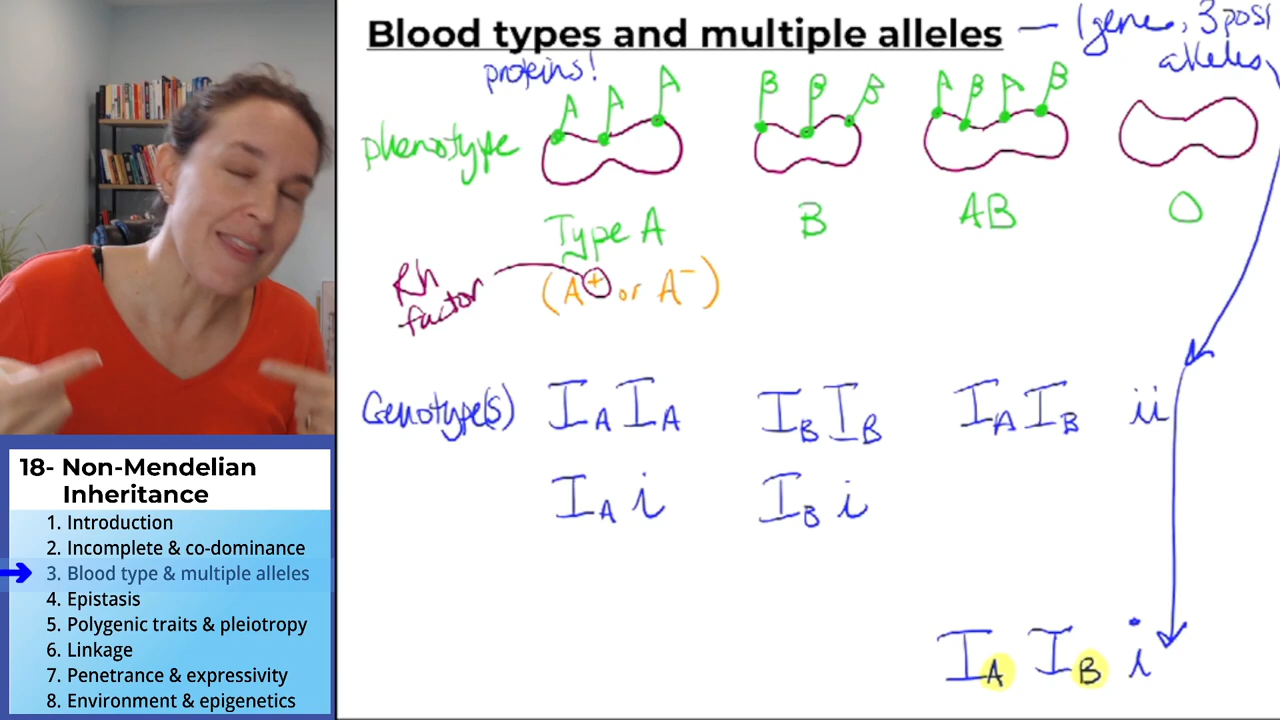 Blood types and multiple alleles — 1 gene, 3 poss
alleles
proteins!
A A A B B B A B A B
phenotype
Type A B AB O
Rh
factor
(A+ or A-)
Genotype(s) IA IA IB IB IA IB ii
IA i IB i
IA IB i
18- Non-Mendelian
Inheritance
1. Introduction
2. Incomplete & co-dominance
3. Blood type & multiple alleles
4. Epistasis
5. Polygenic traits & pleiotropy
6. Linkage
7. Penetrance & expressivity
8. Environment & epigenetics